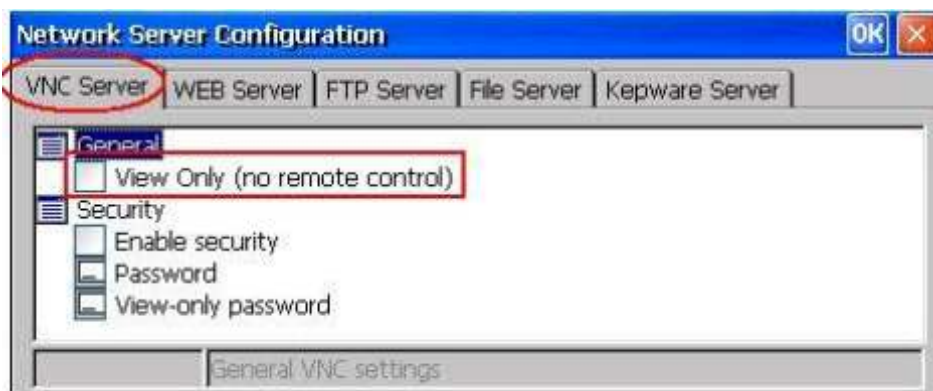 Network Server Configuration OK
VNC Server WEB Server FTP Server File Server Kepware Server
General
View Only (no remote control)
Security
Enable security
Password
View-only password
General VNC settings